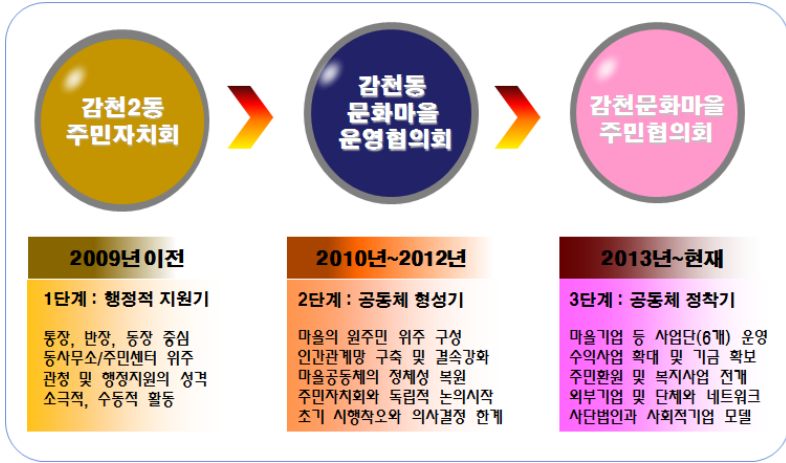 감천2동
주민자치회
감천동
문화마을
운영협의회
감천문화마을
주민협의회
2009년 이전
1단계 : 행정적 지원기
통장, 반장, 동장 중심
동사무소/주민센터 위주
관청 및 행정지원의 성격
소극적, 수동적 활동
2010년~2012년
2단계 : 공동체 형성기
마을의 원주민 위주 구성
인간관계망 구축 및 결속강화
마을공동체의 정체성 복원
주민자치회와 독립적 논의시작
초기 시행착오와 의사결정 한계
2013년~현재
3단계 : 공동체 정착기
마을기업 등 사업단(6개) 운영
수익사업 확대 및 기금 확보
주민환원 및 복지사업 전개
외부기업 및 단체와 네트워크
사단법인과 사회적기업 모델